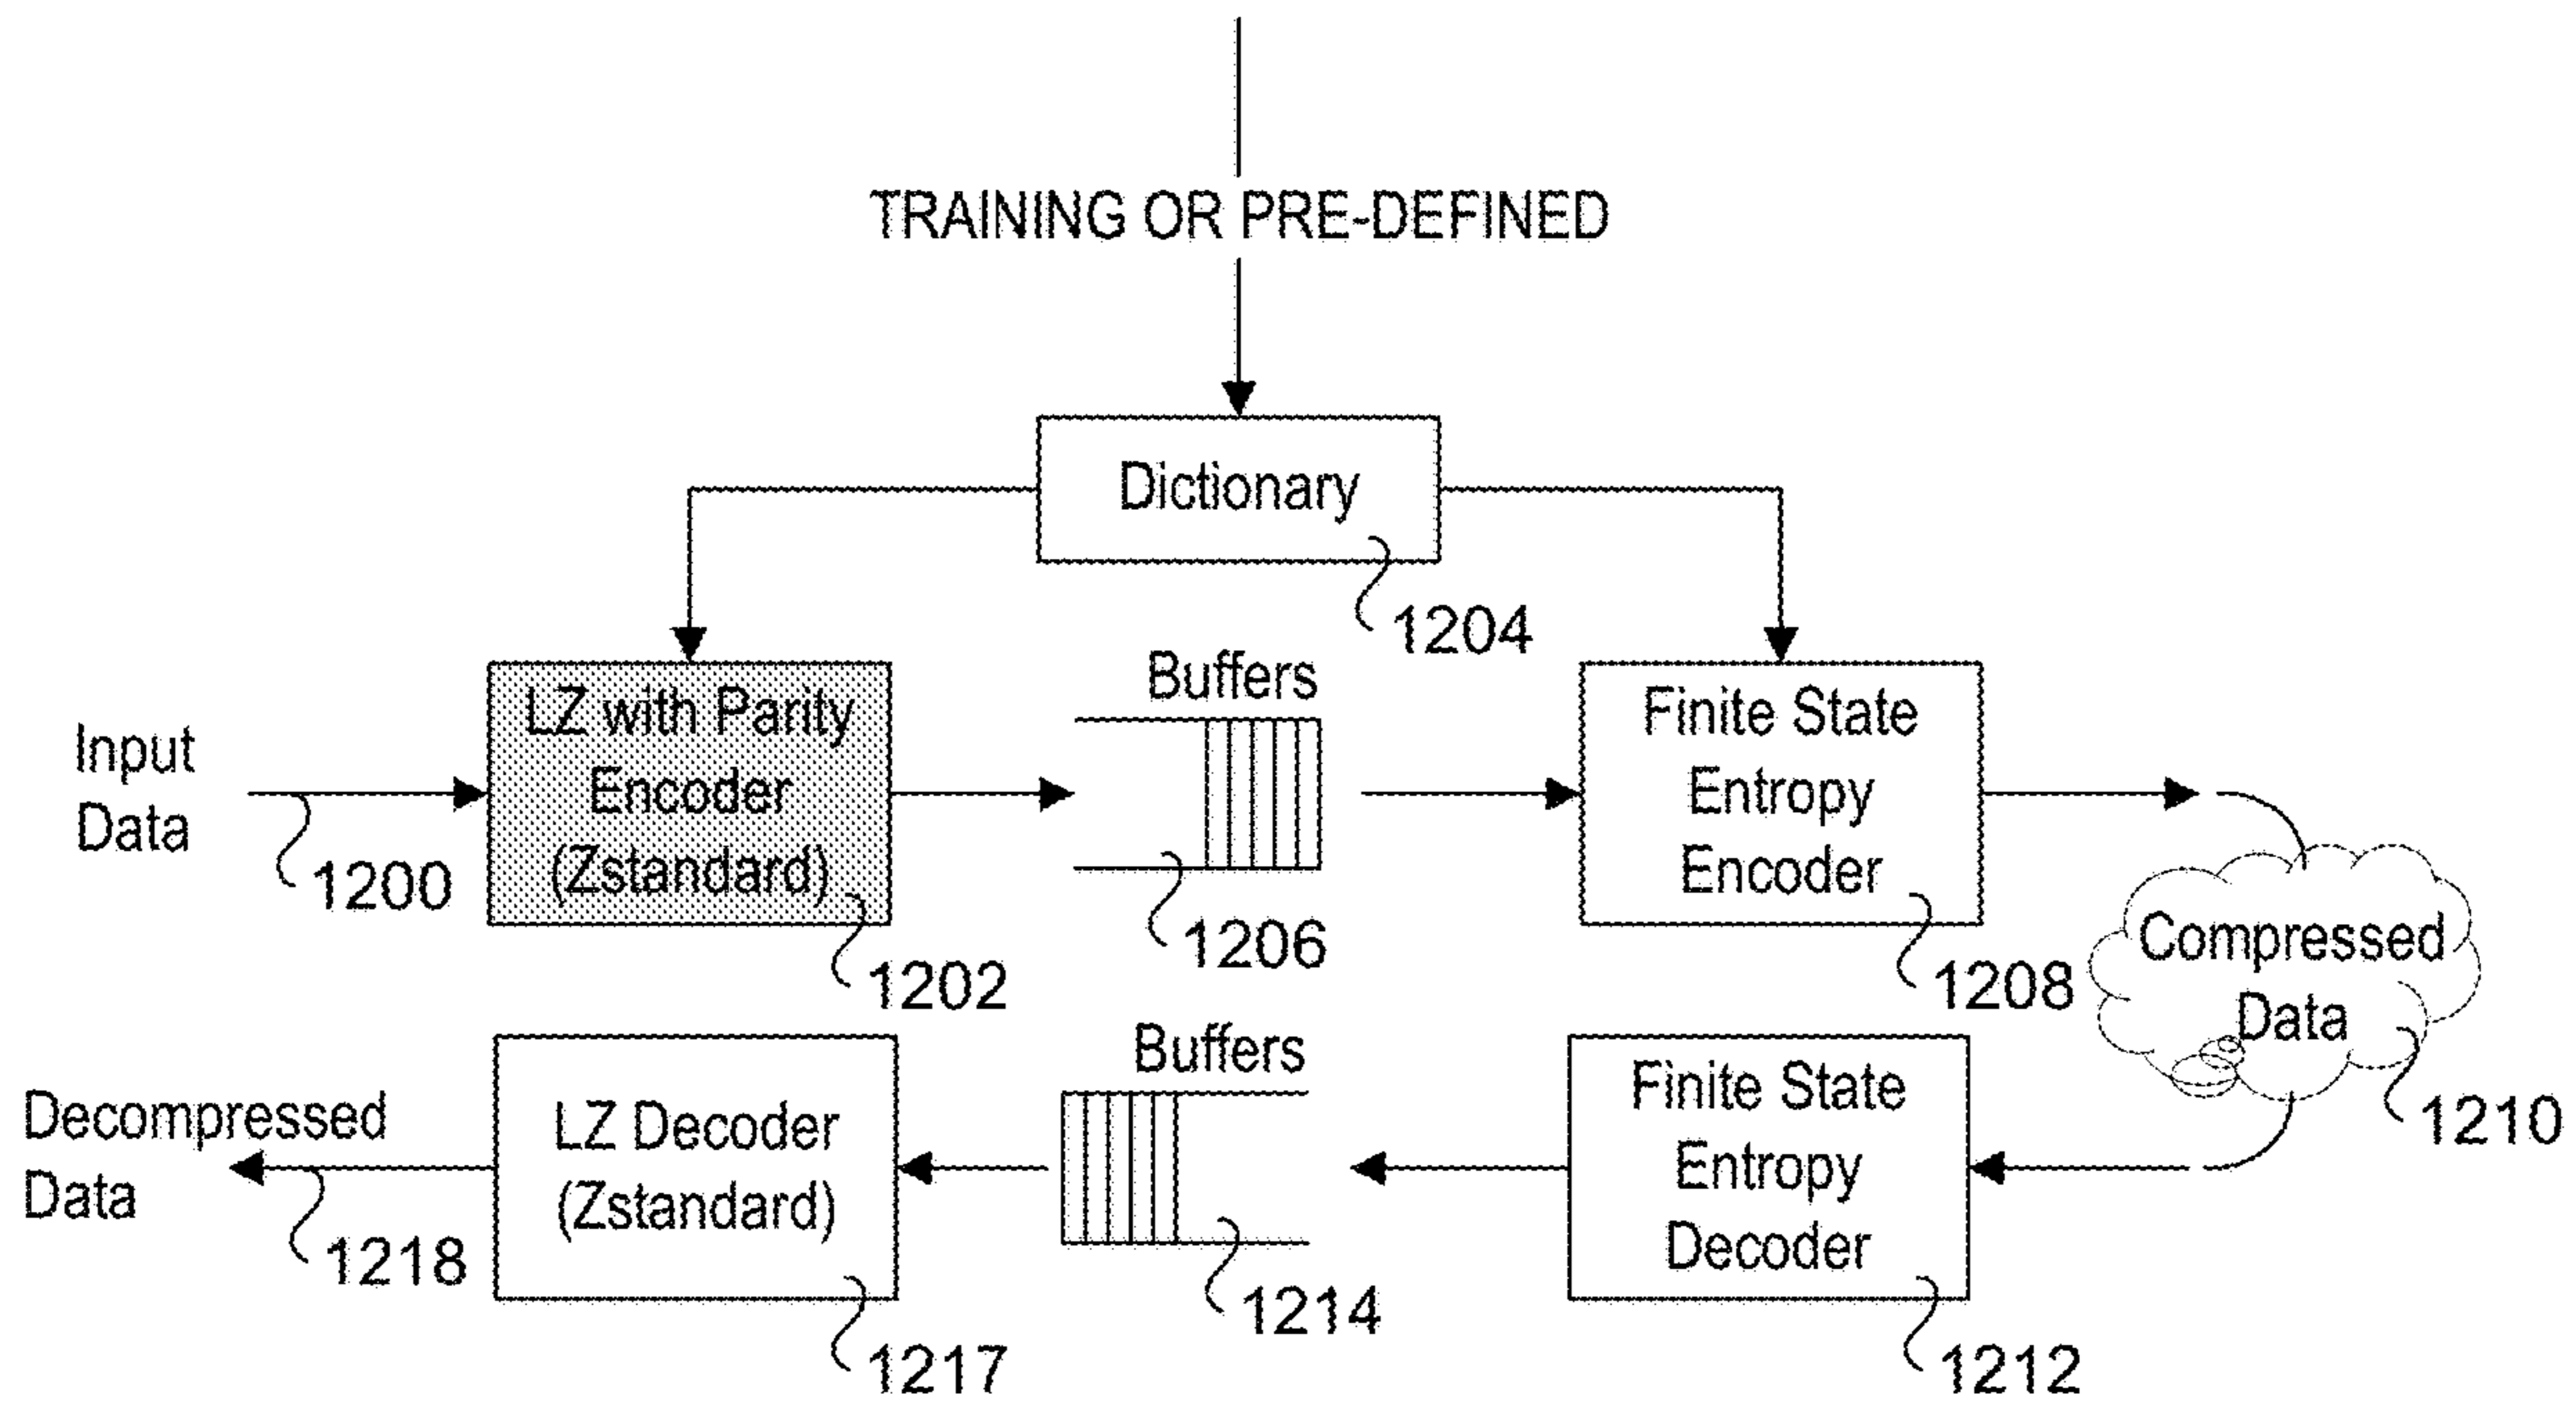 TRAINING OR PRE-DEFINED
Dictionary
1204
Input
Data
1200
LZ with Parity
Encoder
(Zstandard)
1202
Buffers
1206
Finite State
Entropy
Encoder
1208
Compressed
Data
1210
Decompressed
Data
1218
LZ Decoder
(Zstandard)
1217
Buffers
1214
Finite State
Entropy
Decoder
1212